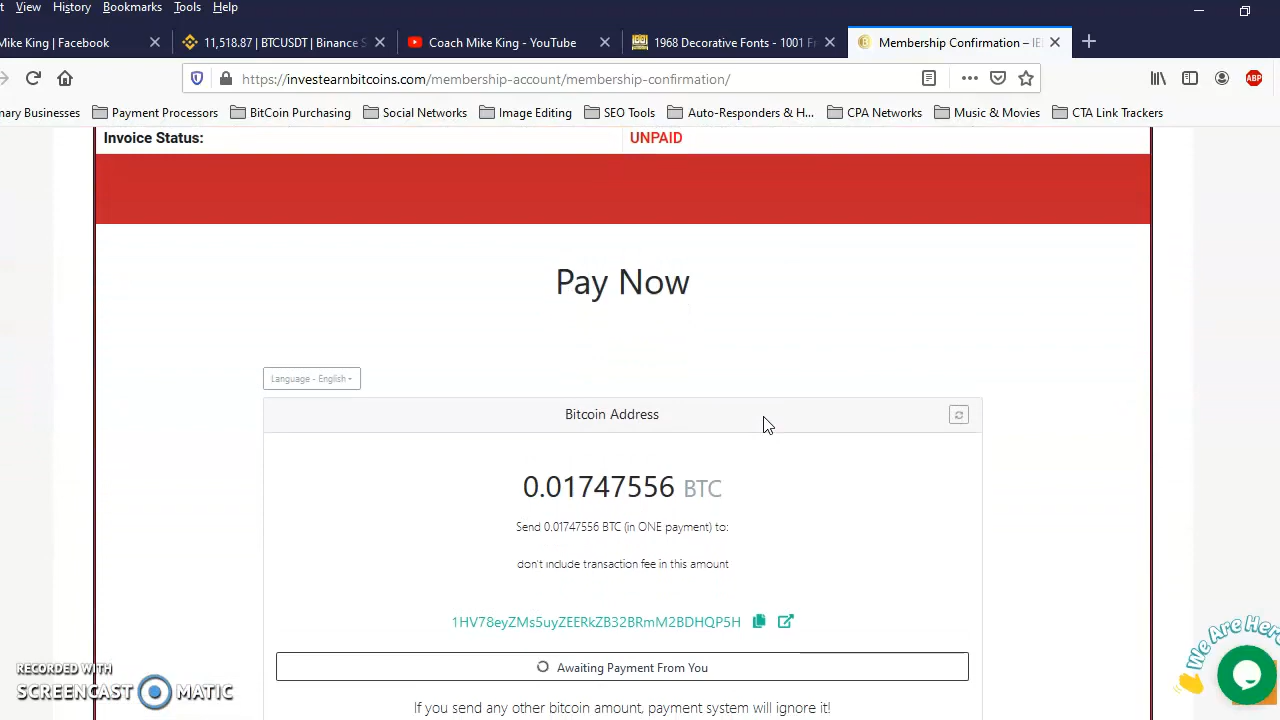 View History Bookmarks Tools Help
Mike King | Facebook
11,518.87 | BTCUSDT | Binance S
Coach Mike King - YouTube
1968 Decorative Fonts - 1001 Fr
Membership Confirmation – IE
https://investearnbitcoins.com/membership-account/membership-confirmation/
ABP
nary Businesses Payment Processors BitCoin Purchasing Social Networks Image Editing SEO Tools Auto-Responders & H... CPA Networks Music & Movies CTA Link Trackers
Invoice Status: UNPAID
Pay Now
Language - English
Bitcoin Address
0.01747556 BTC
Send 0.01747556 BTC (in ONE payment) to:
don't include transaction fee in this amount
1HV78eyZMs5uyZEERkZB32BRmM2BDHQP5H
We Are Here
Awaiting Payment From You
RECORDED WITH
SCREENCAST MATIC
If you send any other bitcoin amount, payment system will ignore it!